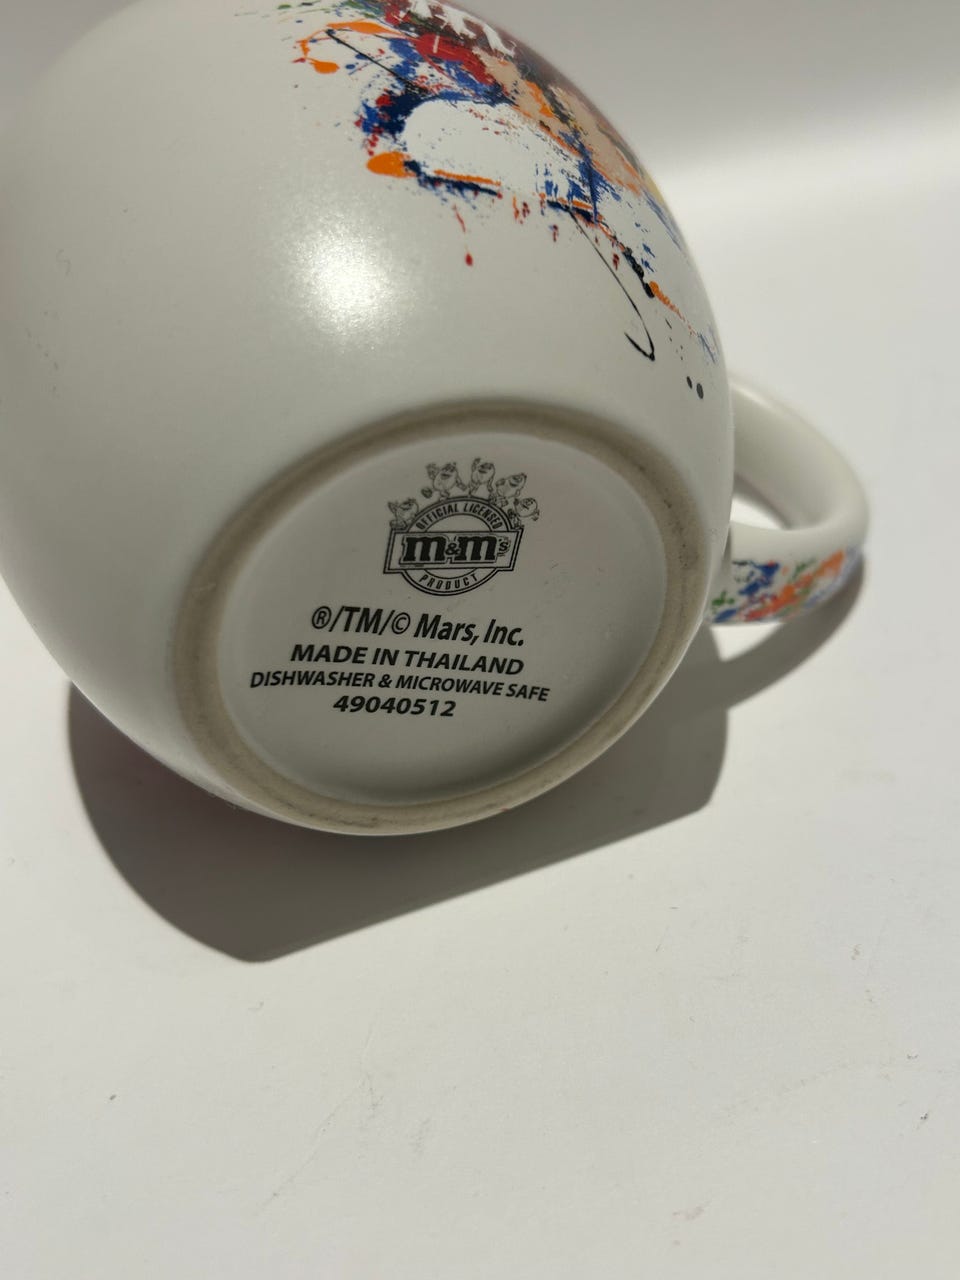 OFFICIAL LICENSED
m&m's
PRODUCT
®/TM/© Mars, Inc.
MADE IN THAILAND
DISHWASHER & MICROWAVE SAFE
49040512